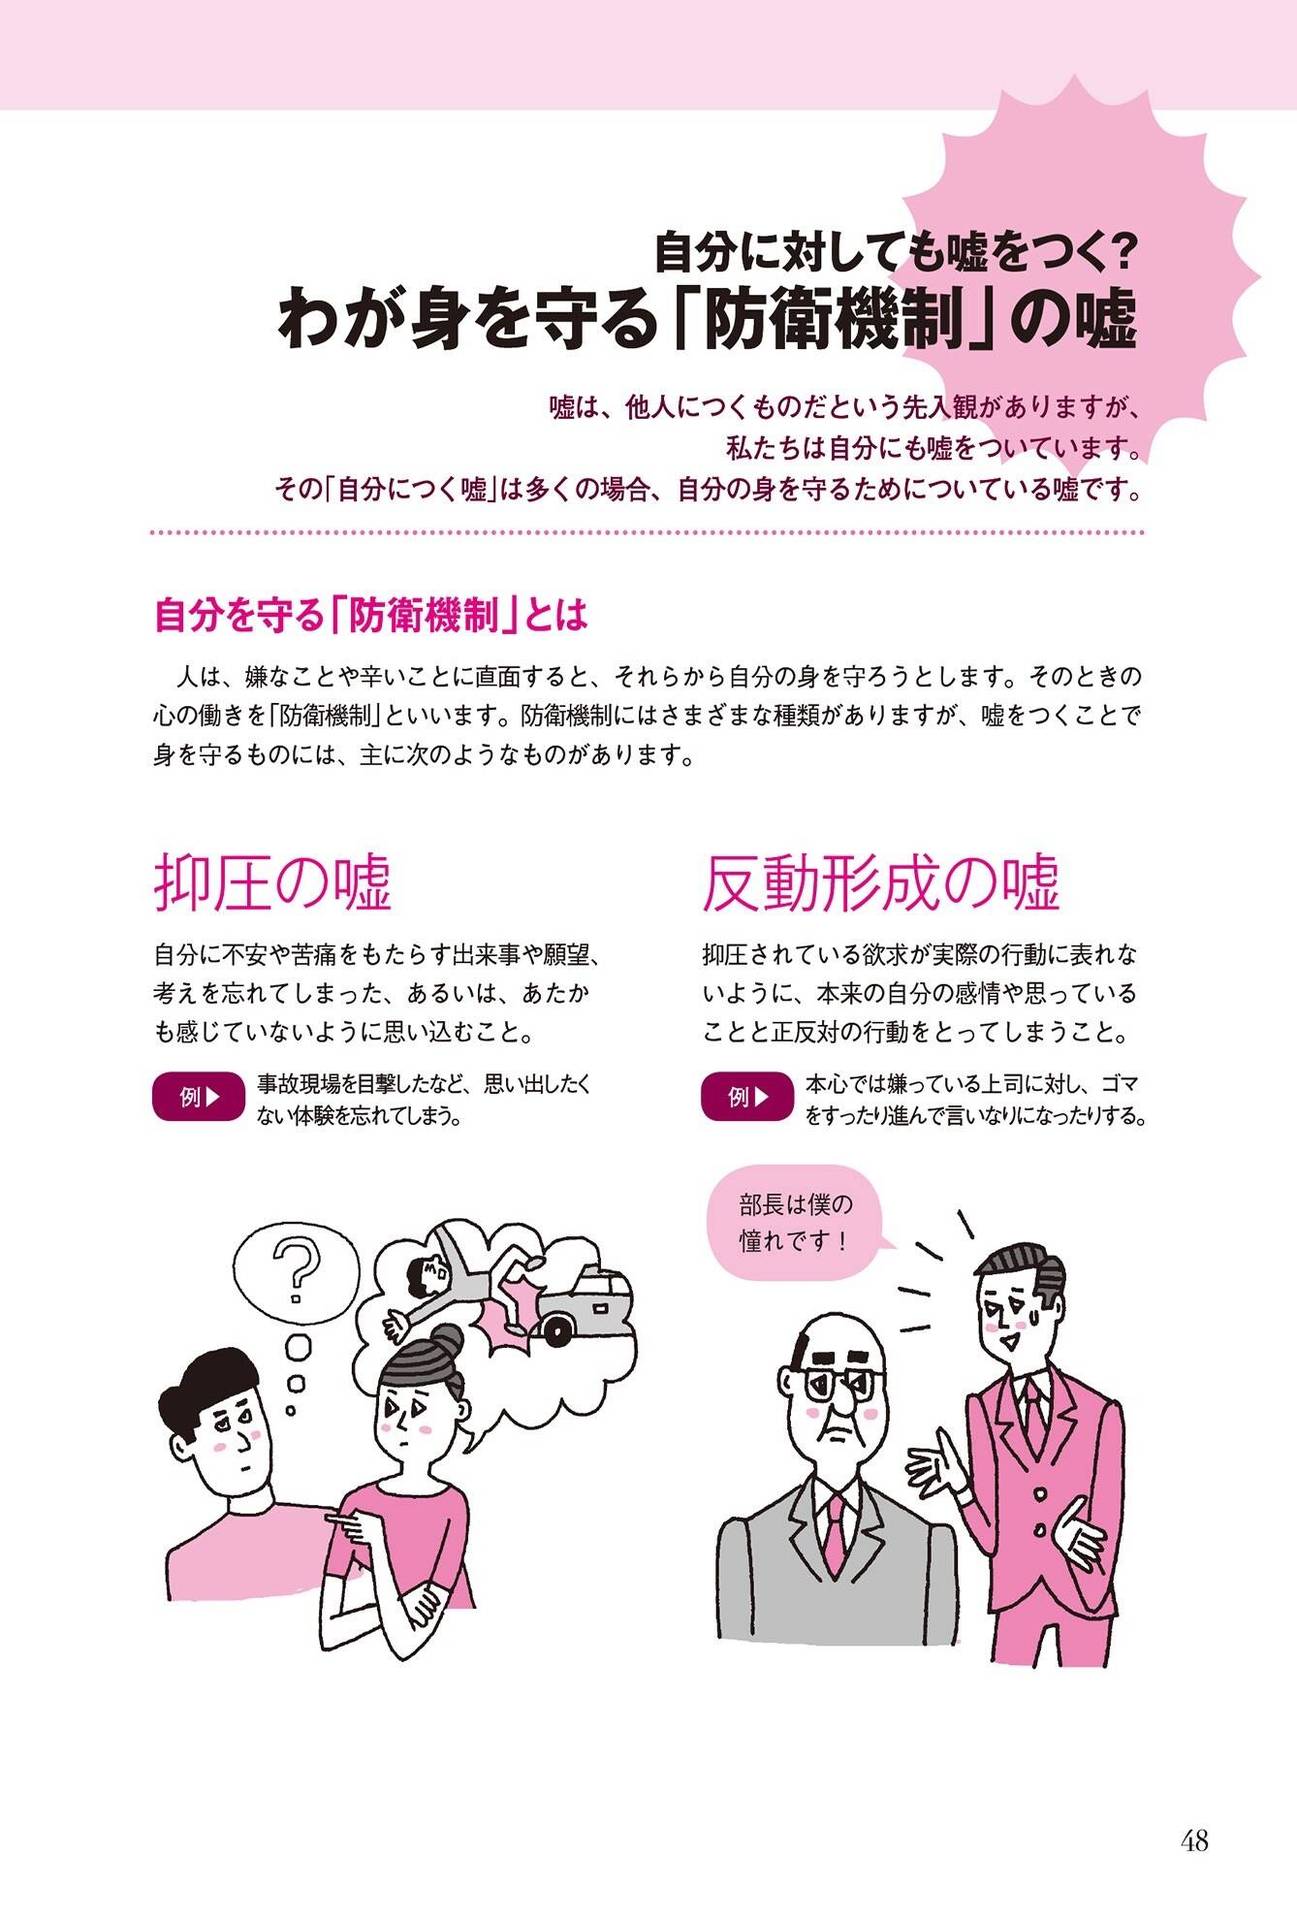 自分に対しても嘘をつく?
わが身を守る「防衛機制」の嘘
嘘は、他人につくものだという先入観がありますが、
私たちは自分にも嘘をついています。
その「自分につく嘘」は多くの場合、自分の身を守るためについている嘘です。
自分を守る「防衛機制」とは
人は、嫌なことや辛いことに直面すると、それらから自分の身を守ろうとします。そのときの
心の働きを「防衛機制」といいます。防衛機制にはさまざまな種類がありますが、嘘をつくことで
身を守るものには、主に次のようなものがあります。
抑圧の嘘
自分に不安や苦痛をもたらす出来事や願望、
考えを忘れてしまった、あるいは、あたか
も感じていないように思い込むこと。
例▶
事故現場を目撃したなど、思い出したく
ない体験を忘れてしまう。
?
反動形成の嘘
抑圧されている欲求が実際の行動に表れな
いように、本来の自分の感情や思っている
ことと正反対の行動をとってしまうこと。
例▶
本心では嫌っている上司に対し、ゴマ
をすったり進んで言いなりになったりする。
部長は僕の
憧れです！
48